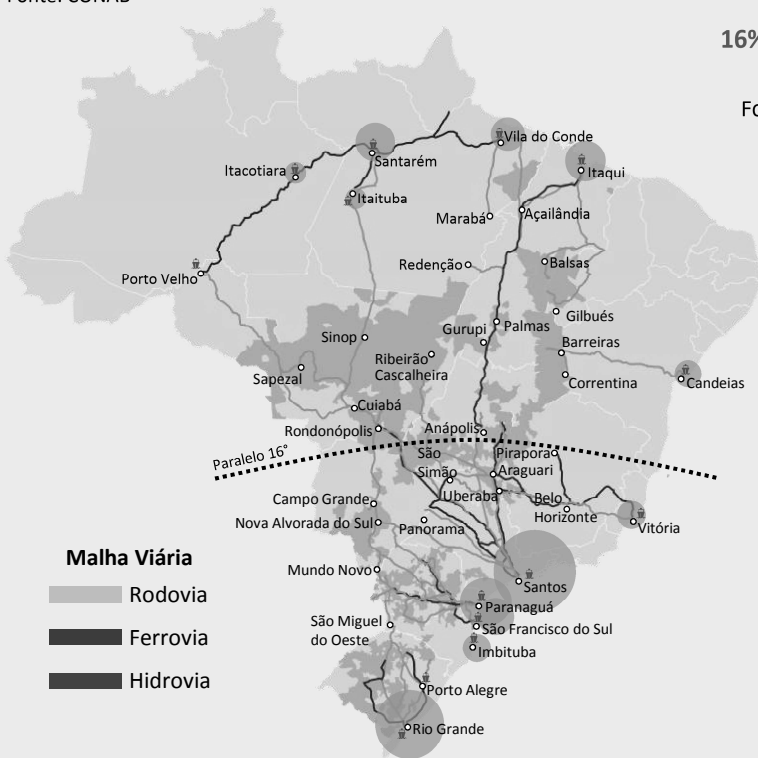 Fonte: CONAB
16%
Fo
Vila do Conde
Santarém
Itacotiara
Itaqui
Itaituba
Marabá
Açailândia
Redenção
Balsas
Porto Velho
Gilbués
Gurupi
Palmas
Sinop
Barreiras
Ribeirão
Cascalheira
Sapezal
Correntina
Candeias
Cuiabá
Rondonópolis
Anápolis
Paralelo 16°
São
Simão
Pirapora
Araguari
Uberaba
Belo
Horizonte
Campo Grande
Nova Alvorada do Sul
Panorama
Vitória
Malha Viária
Rodovia
Ferrovia
Hidrovia
Mundo Novo
Santos
Paranaguá
São Miguel
do Oeste
São Francisco do Sul
Imbituba
Porto Alegre
Rio Grande